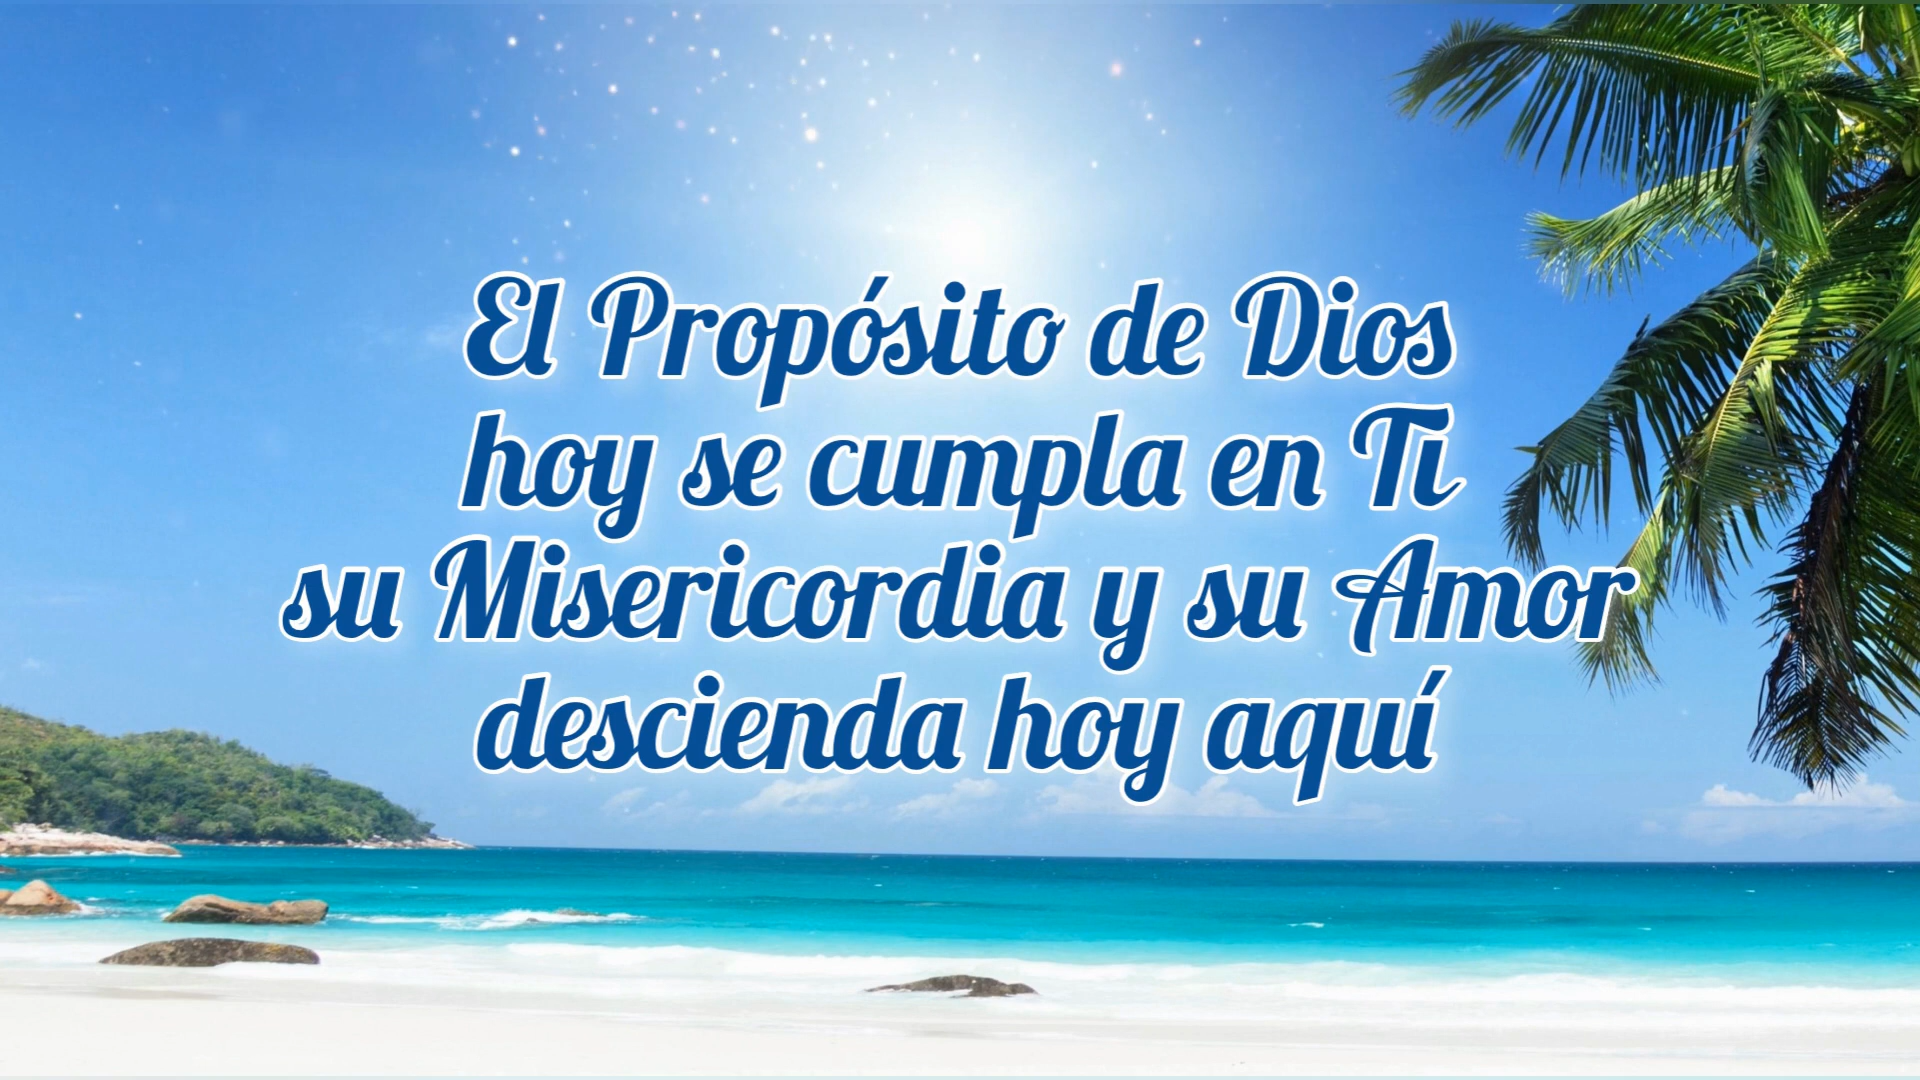 El Propósito de Dios
hoy se cumpla en Ti
su Misericordia y su Amor
descienda hoy aquí